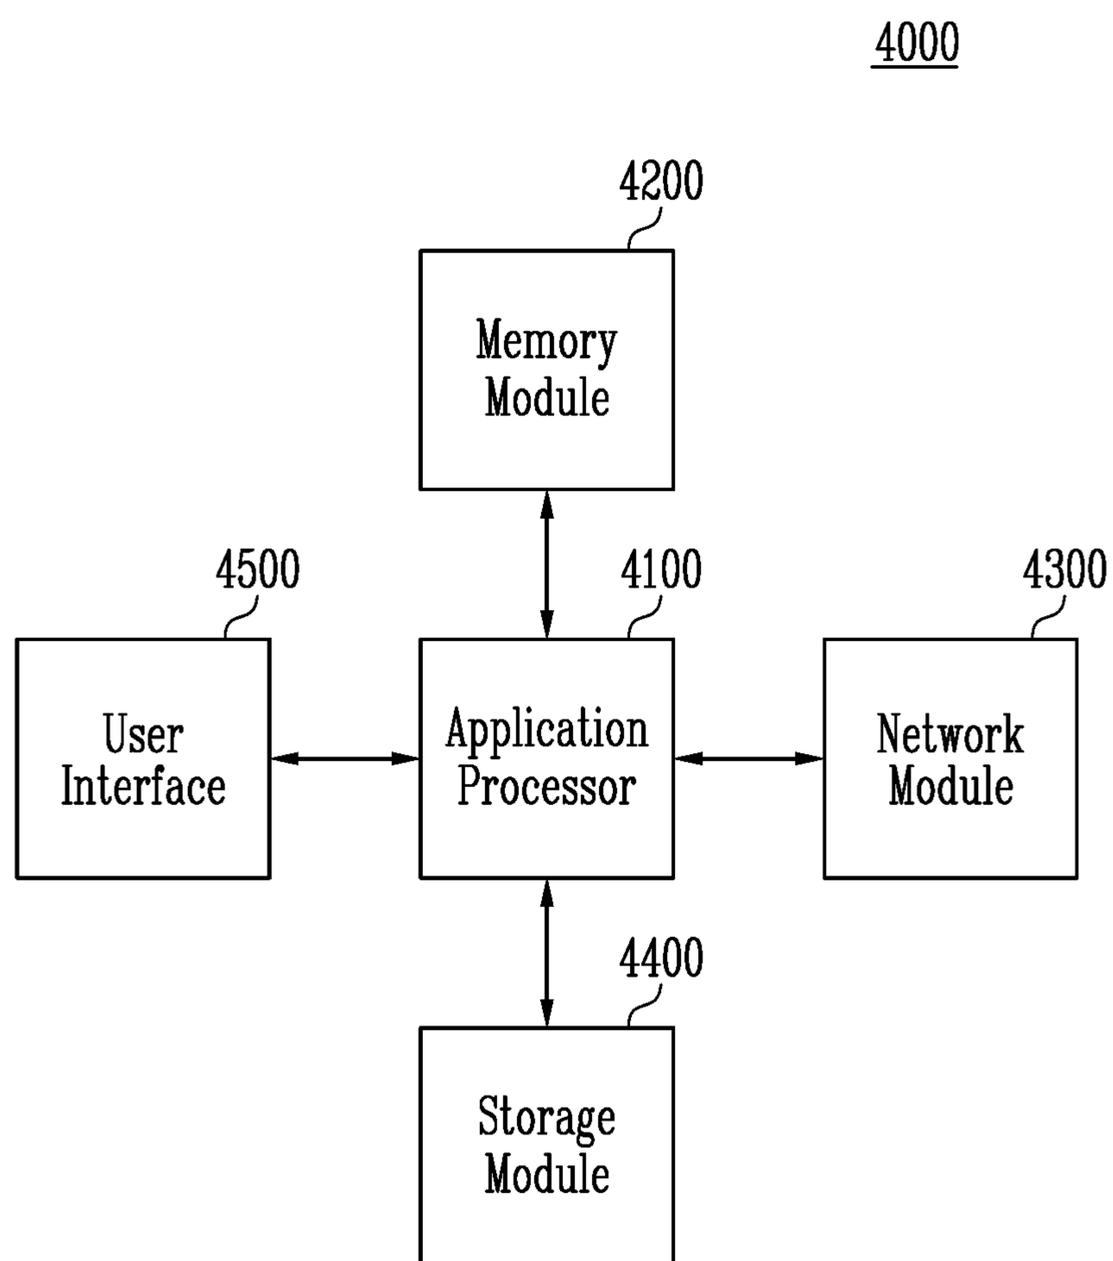 4000
4200
Memory
Module
4500
4100
4300
User
Interface
Application
Processor
Network
Module
4400
Storage
Module